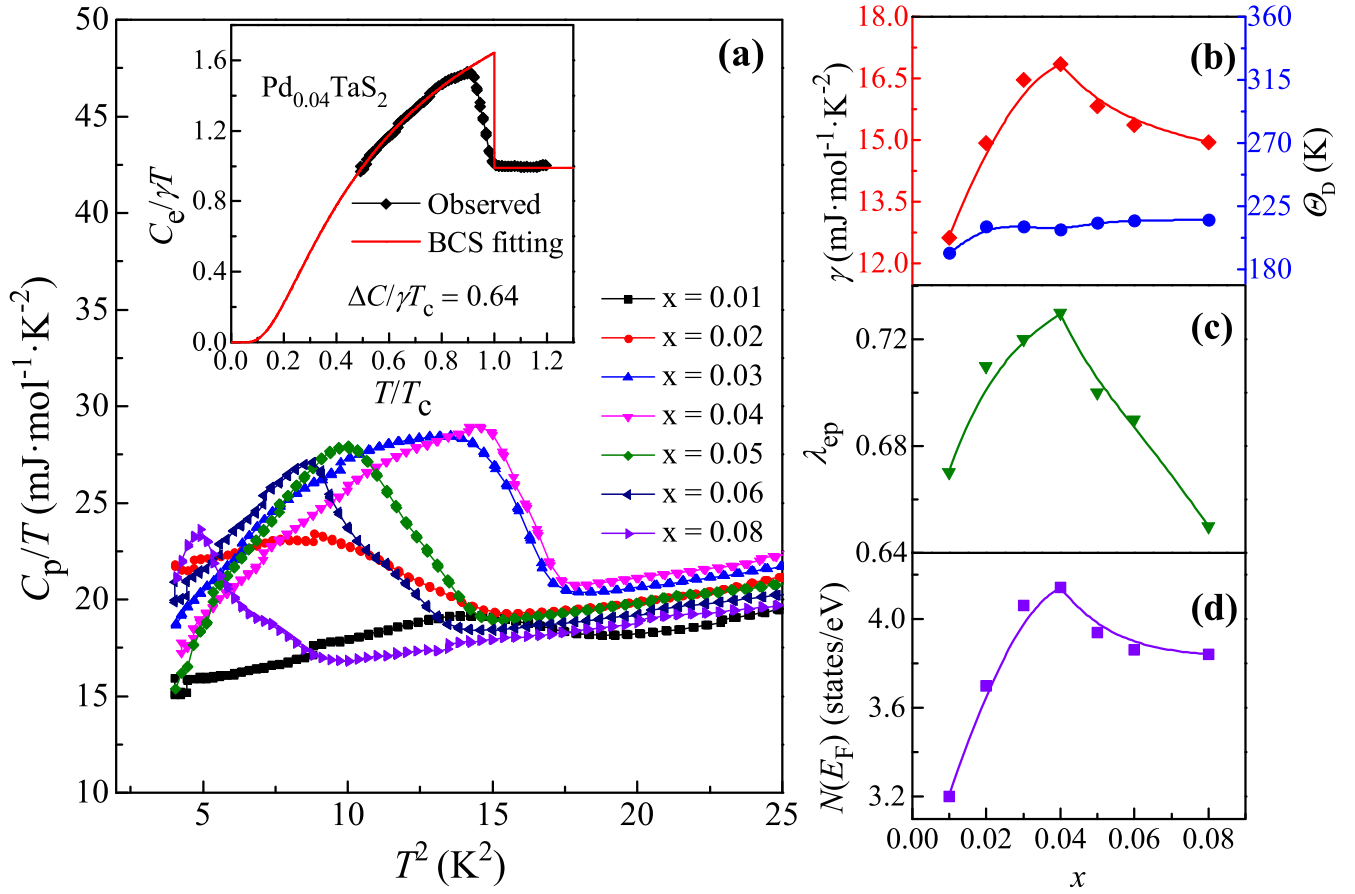 (a)
50
45
40
35
30
25
20
15
10
Cp/T (mJ·mol-1·K-2)
5
10
15
20
25
T2 (K2)
Pd0.04TaS2
1.6
1.2
0.8
0.4
0.0
Ce/γT
Observed
BCS fitting
ΔC/γTc = 0.64
0.0 0.2 0.4 0.6 0.8 1.0 1.2
T/Tc
x = 0.01
x = 0.02
x = 0.03
x = 0.04
x = 0.05
x = 0.06
x = 0.08
(b)
18.0
16.5
15.0
13.5
12.0
γ (mJ·mol-1·K-2)
360
315
270
225
180
ΘD (K)
(c)
0.72
0.68
0.64
λep
(d)
4.0
3.6
3.2
N(EF) (states/eV)
0.00 0.02 0.04 0.06 0.08
x